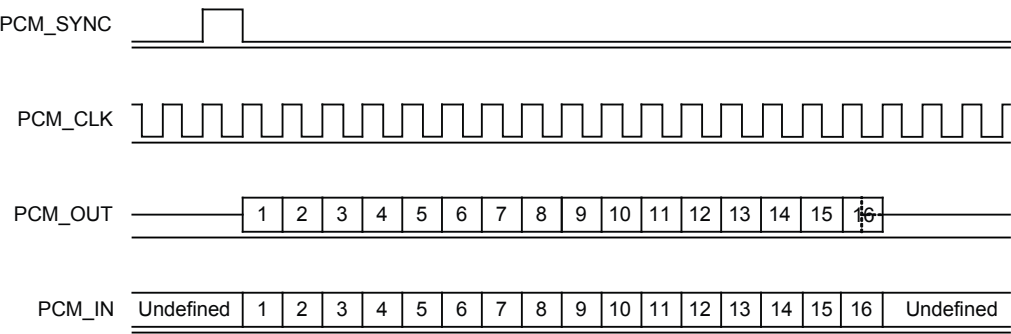 PCM_SYNC
PCM_CLK
PCM_OUT 1 2 3 4 5 6 7 8 9 10 11 12 13 14 15 16
PCM_IN Undefined 1 2 3 4 5 6 7 8 9 10 11 12 13 14 15 16 Undefined